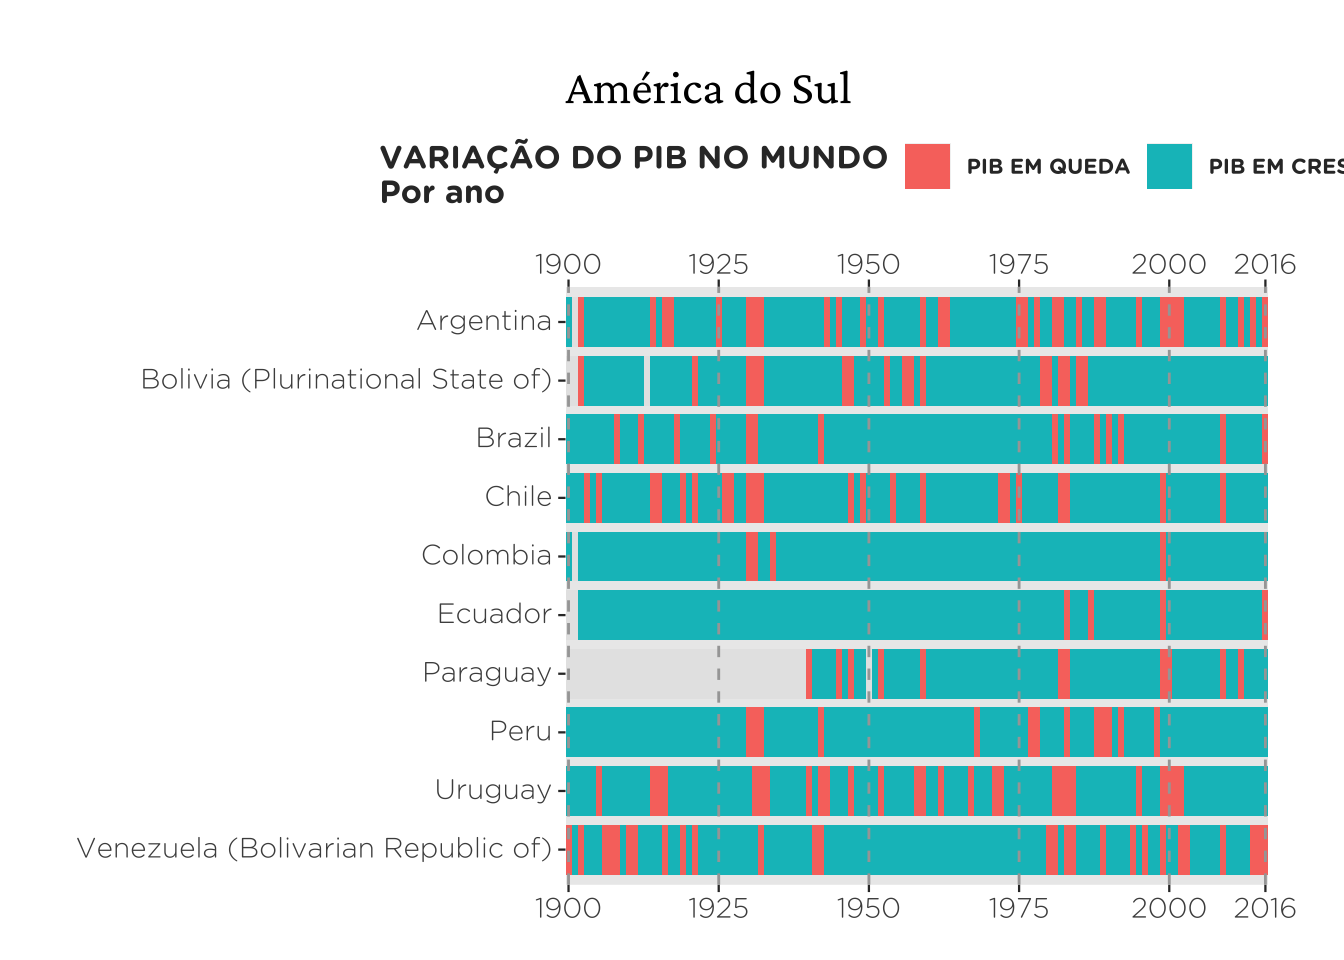 América do Sul
VARIAÇÃO DO PIB NO MUNDO
Por ano
PIB EM QUEDA
PIB EM CRES
1900 1925 1950 1975 2000 2016
Argentina
Bolivia (Plurinational State of)
Brazil
Chile
Colombia
Ecuador
Paraguay
Peru
Uruguay
Venezuela (Bolivarian Republic of)
1900 1925 1950 1975 2000 2016